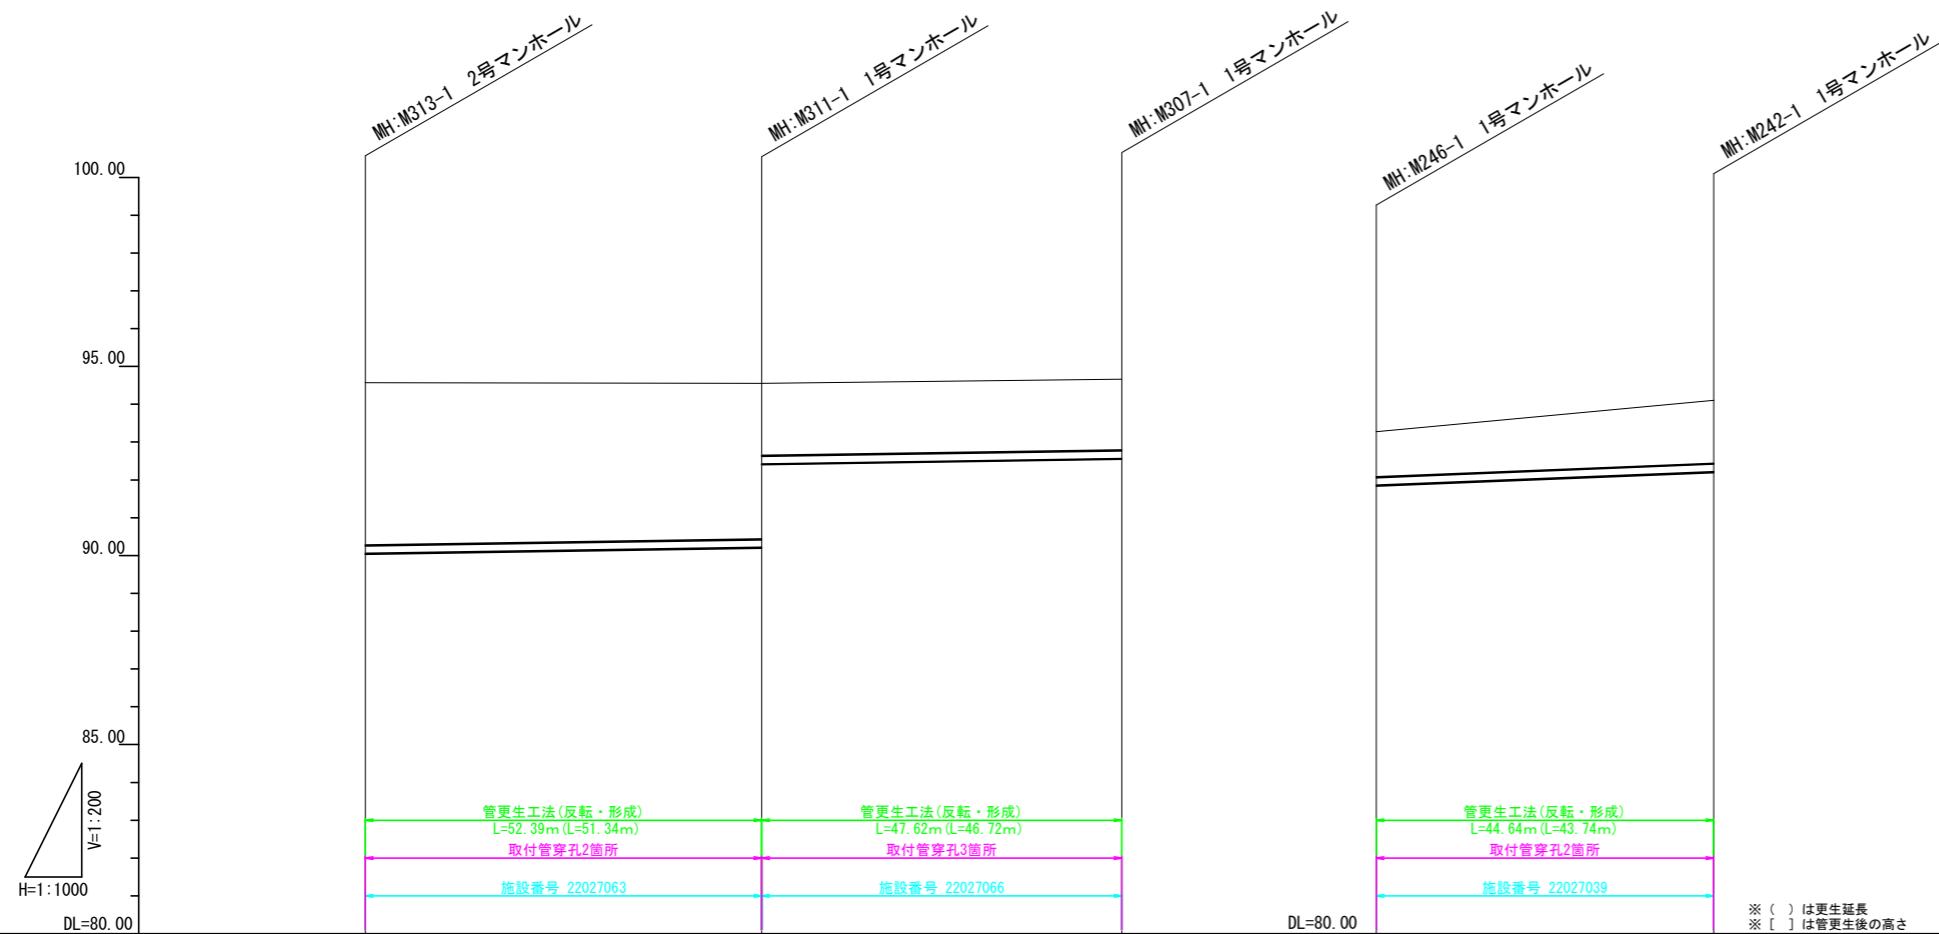 MH:M313-1　2号マンホール
MH:M311-1　1号マンホール
MH:M307-1　1号マンホール
MH:M246-1　1号マンホール
MH:M242-1　1号マンホール
100.00
95.00
90.00
85.00
V=1:200
H=1:1000
DL=80.00
管更生工法(反転・形成)
L=52.39m(L=51.34m)
取付管穿孔2箇所
施設番号 22027063
管更生工法(反転・形成)
L=47.62m(L=46.72m)
取付管穿孔3箇所
施設番号 22027066
DL=80.00
管更生工法(反転・形成)
L=44.64m(L=43.74m)
取付管穿孔2箇所
施設番号 22027039
※（　）は更生延長
※［　］は管更生後の高さ